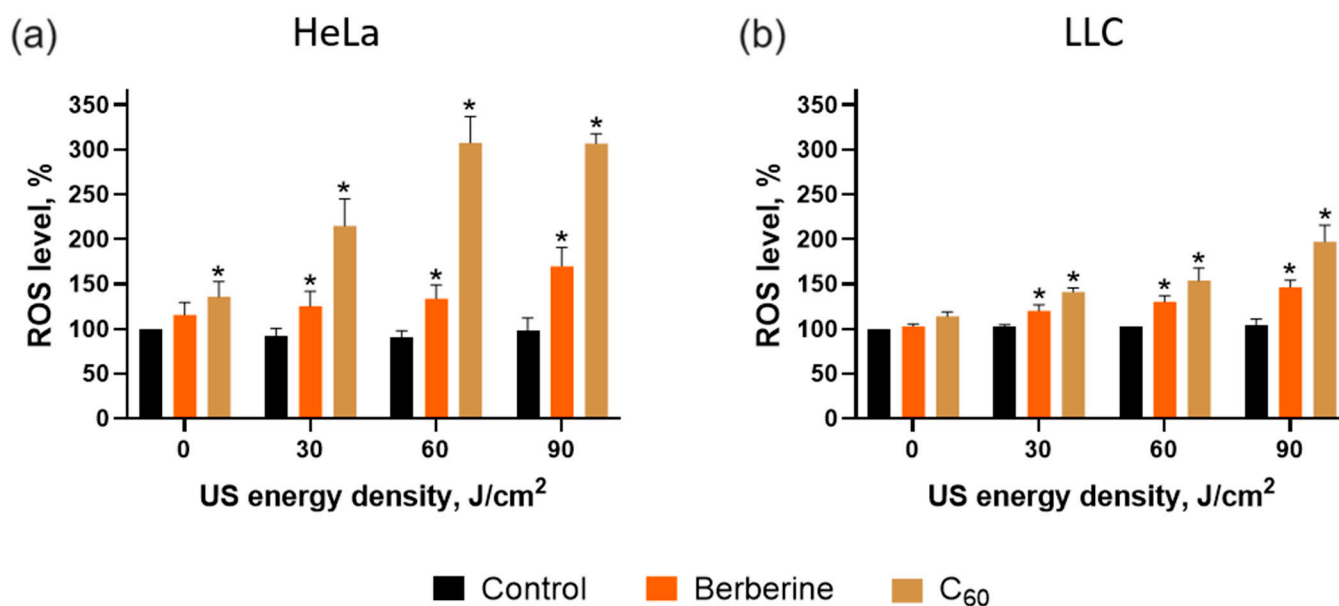 (a) HeLa
350
300
250
200
150
100
50
0
ROS level, %
* * * * * * *
0 30 60 90
US energy density, J/cm²
(b) LLC
350
300
250
200
150
100
50
0
ROS level, %
* * * * * *
0 30 60 90
US energy density, J/cm²
Control Berberine C₆₀